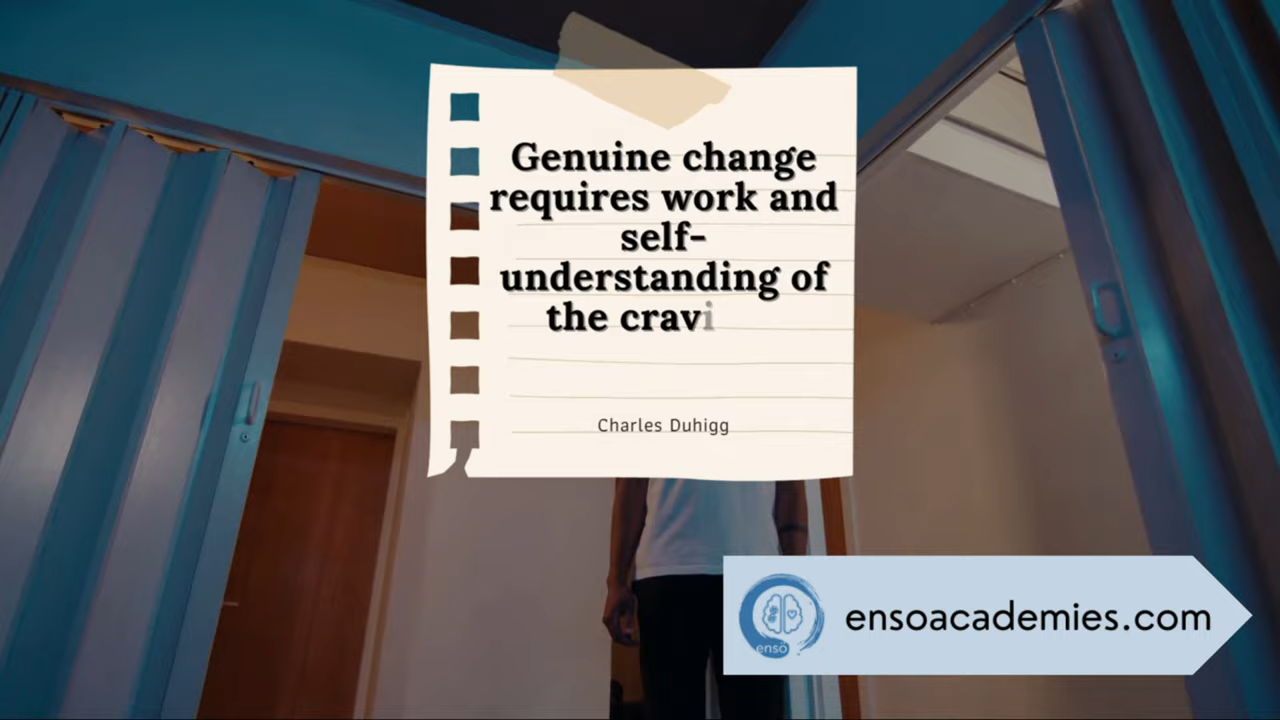 Genuine change
requires work and
self-
understanding of
the cravi
Charles Duhigg
enso
ensoacademies.com